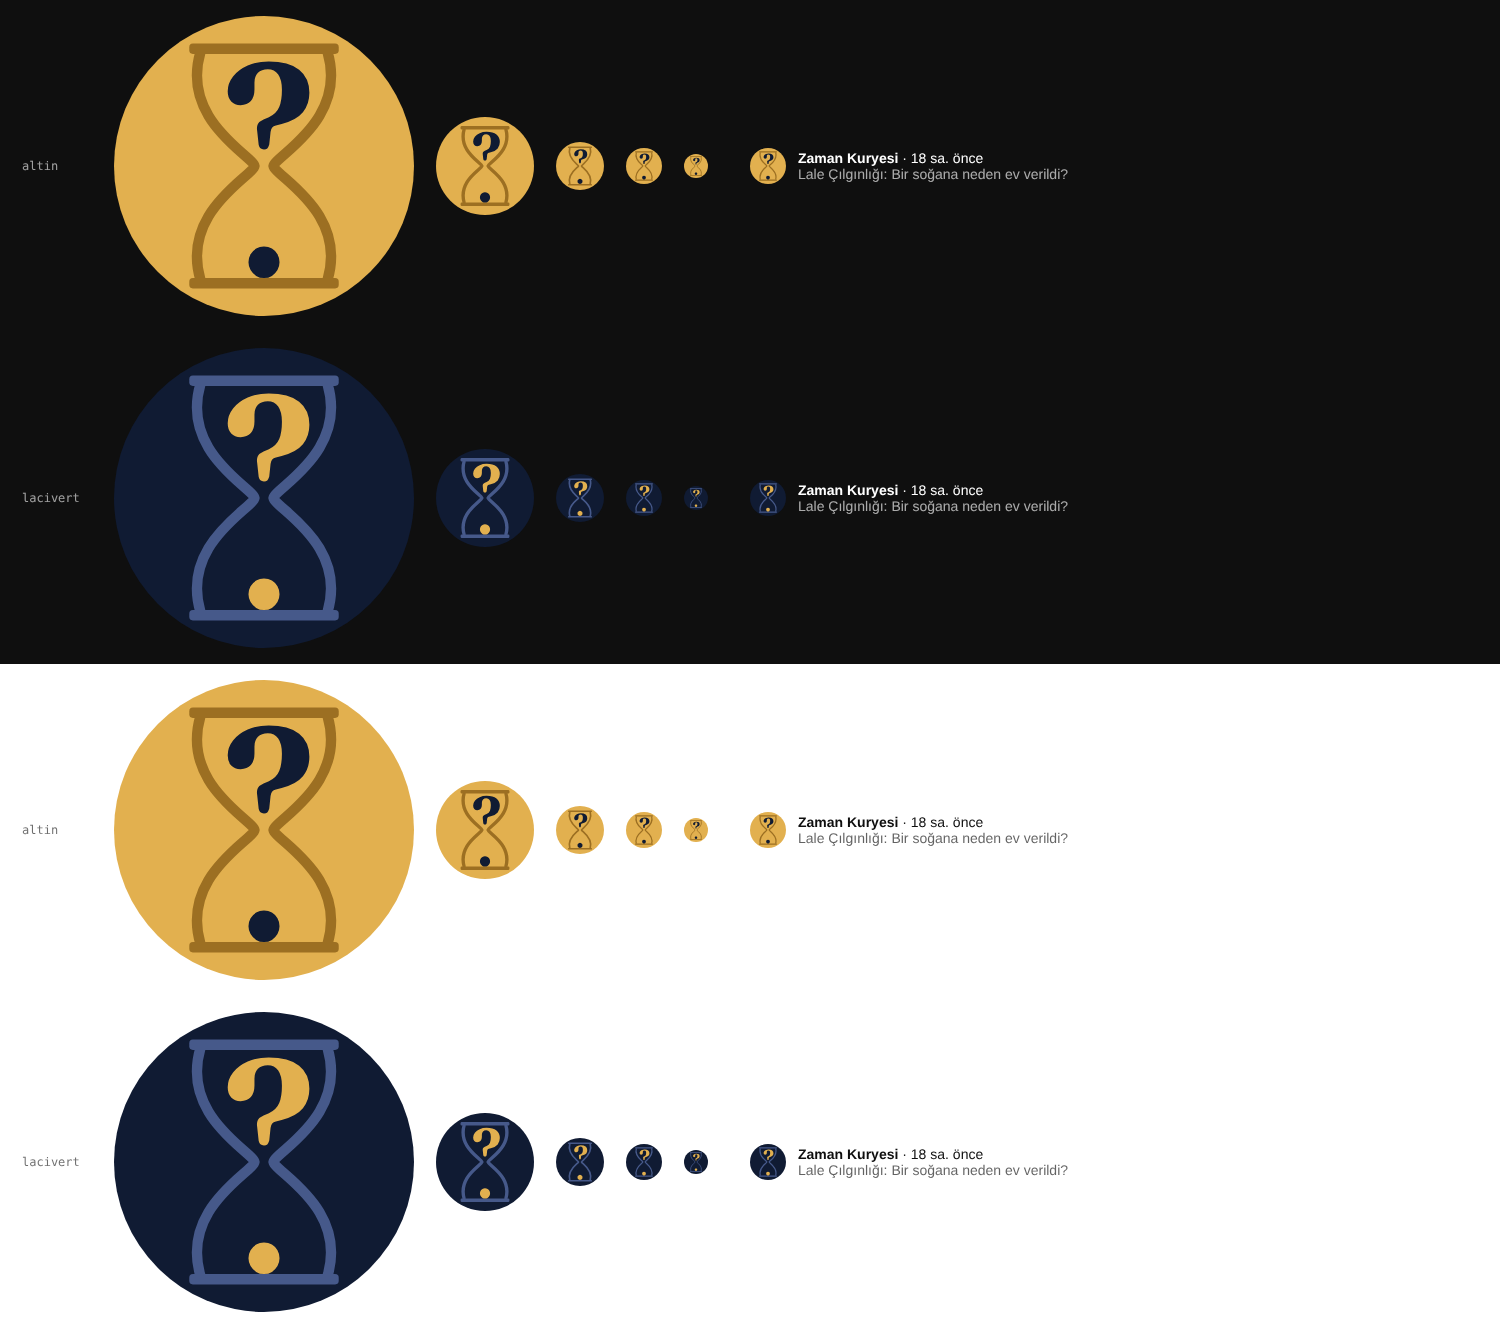 altin
Zaman Kuryesi · 18 sa. önce
Lale Çılgınlığı: Bir soğana neden ev verildi?
lacivert
Zaman Kuryesi · 18 sa. önce
Lale Çılgınlığı: Bir soğana neden ev verildi?
altin
Zaman Kuryesi · 18 sa. önce
Lale Çılgınlığı: Bir soğana neden ev verildi?
lacivert
Zaman Kuryesi · 18 sa. önce
Lale Çılgınlığı: Bir soğana neden ev verildi?